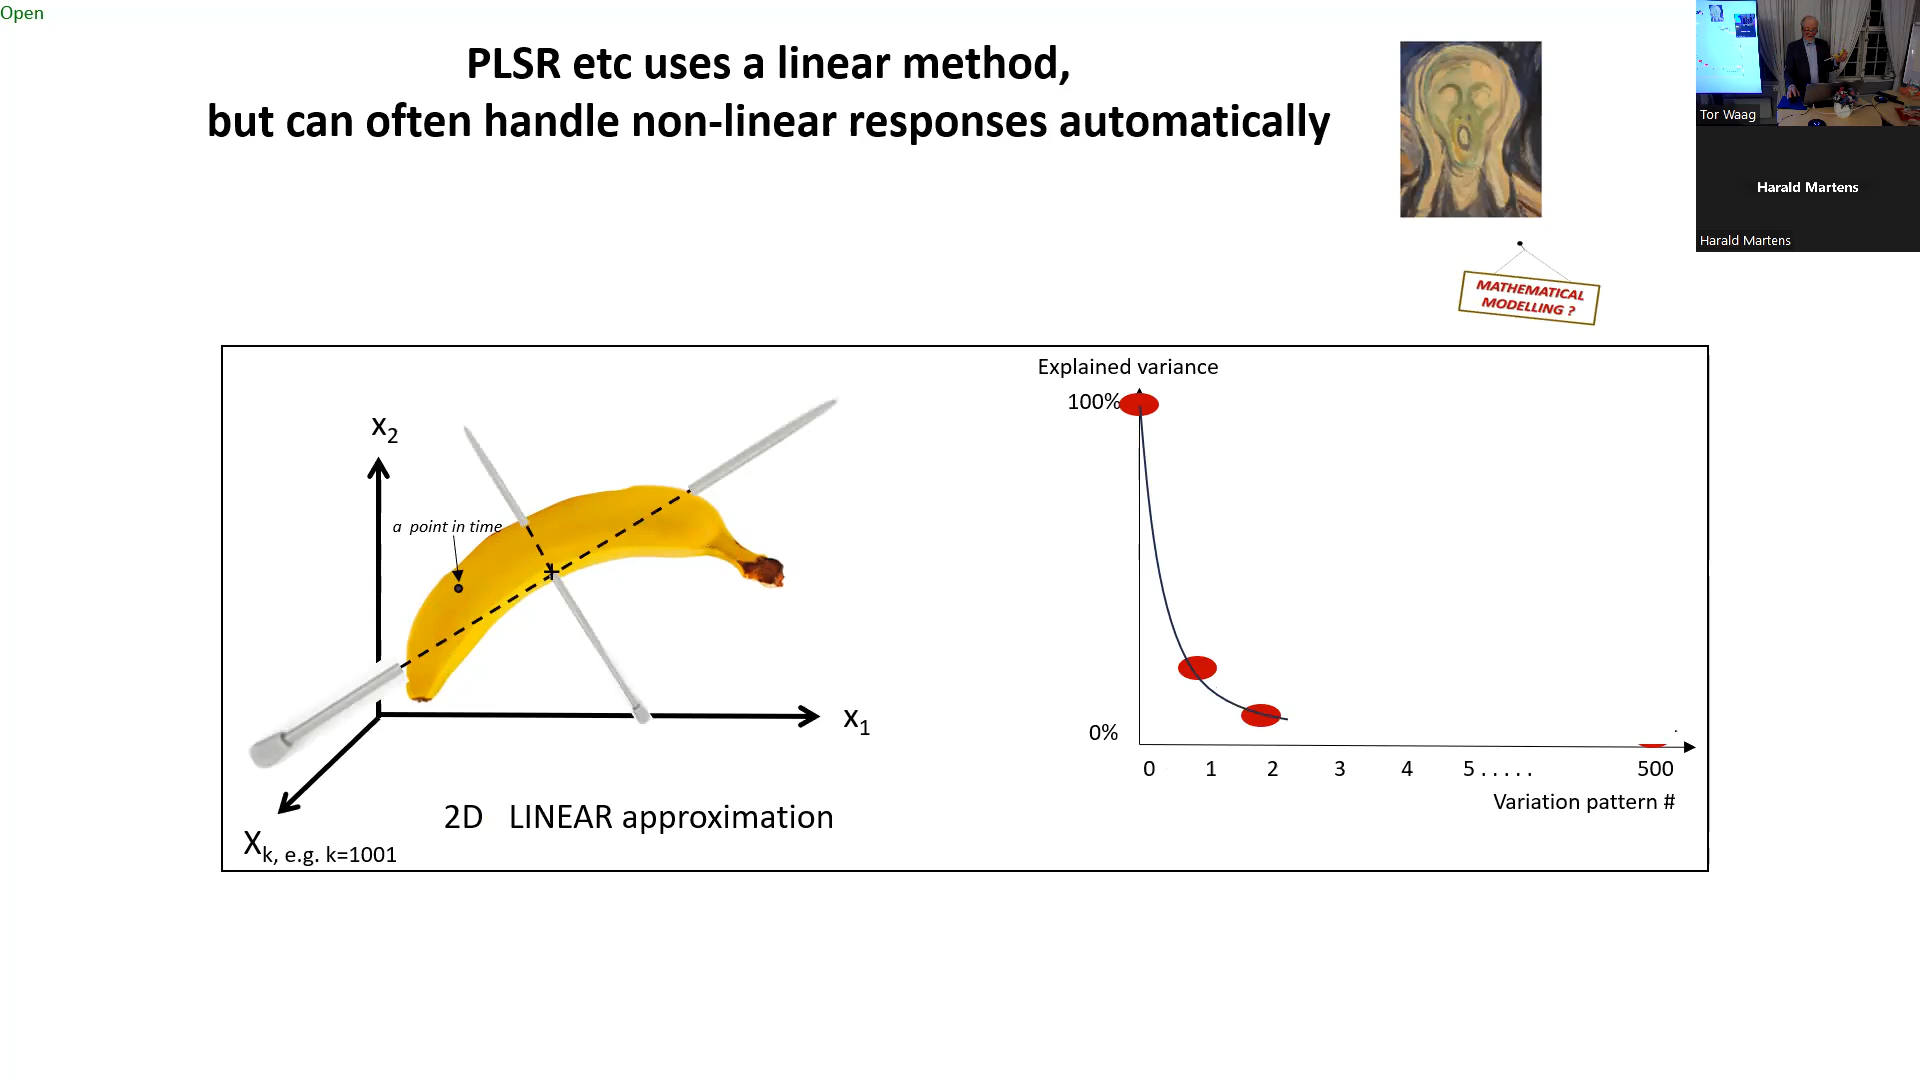 Open
PLSR etc uses a linear method,
but can often handle non-linear responses automatically
Tor Waag
Harald Martens
Harald Martens
MATHEMATICAL
MODELLING ?
x2
a point in time
x1
Xk, e.g. k=1001
2D LINEAR approximation
Explained variance
100%
0%
0 1 2 3 4 5 . . . . . 500
Variation pattern #